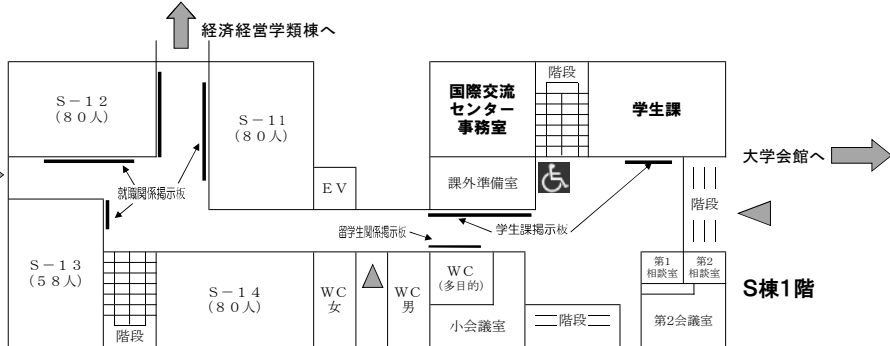 経済経営学類棟へ
S－12
(80人)
S－11
(80人)
国際交流
センター
事務室
階段
学生課
大学会館へ
就職関係掲示板
EV
課外準備室
階段
留学生関係掲示板
学生課掲示板
S－13
(58人)
階段
S－14
(80人)
WC
女
WC
男
WC
(多目的)
小会議室
階段
第1
相談室
第2
相談室
第2会議室
S棟1階